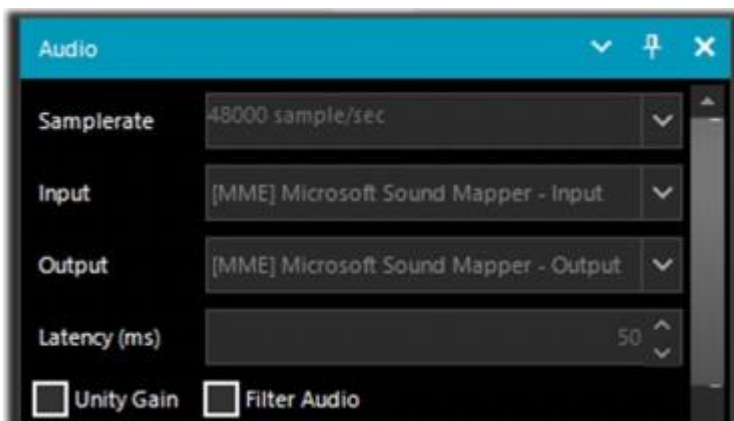 Audio
Samplerate 48000 sample/sec
Input [MME] Microsoft Sound Mapper - Input
Output [MME] Microsoft Sound Mapper - Output
Latency (ms) 50
Unity Gain Filter Audio